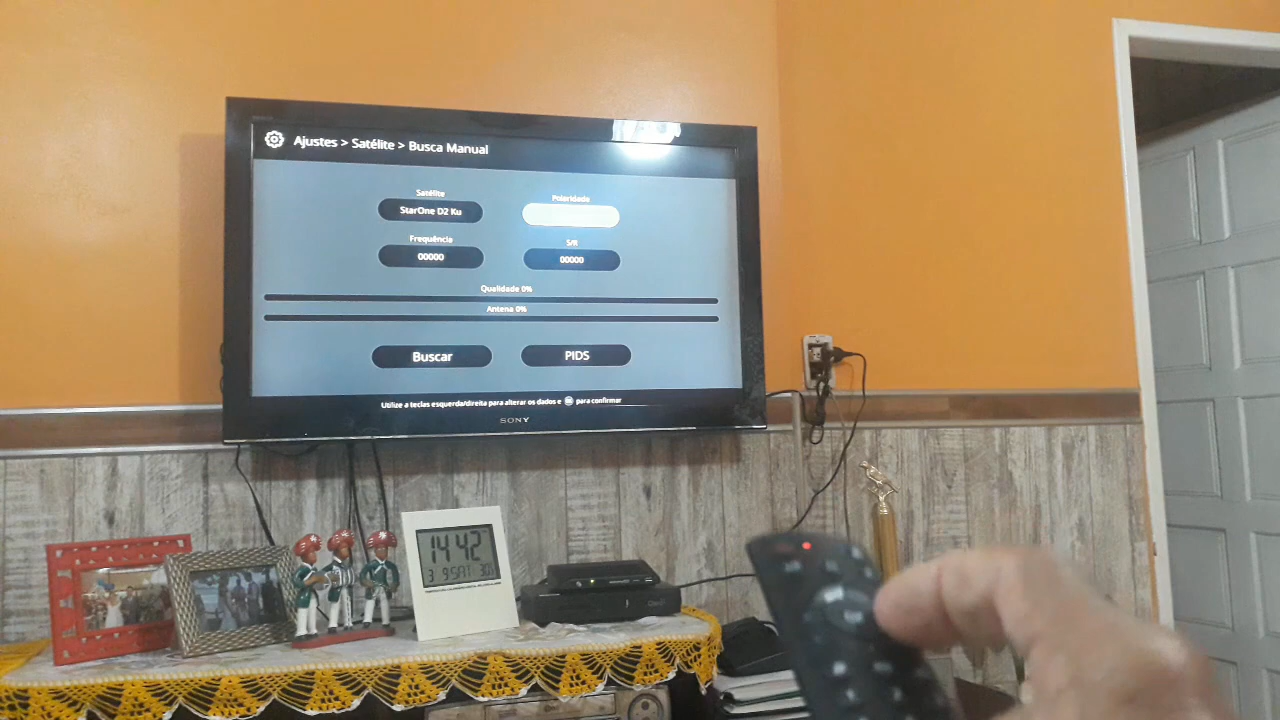 Ajustes > Satélite > Busca Manual
Satélite
Polaridade
StarOne D2 Ku
Frequência
S/R
00000
00000
Qualidade 0%
Antena 0%
Buscar
PIDS
Utilize a teclas esquerda/direita para alterar os dados e OK para confirmar
SONY
14 42